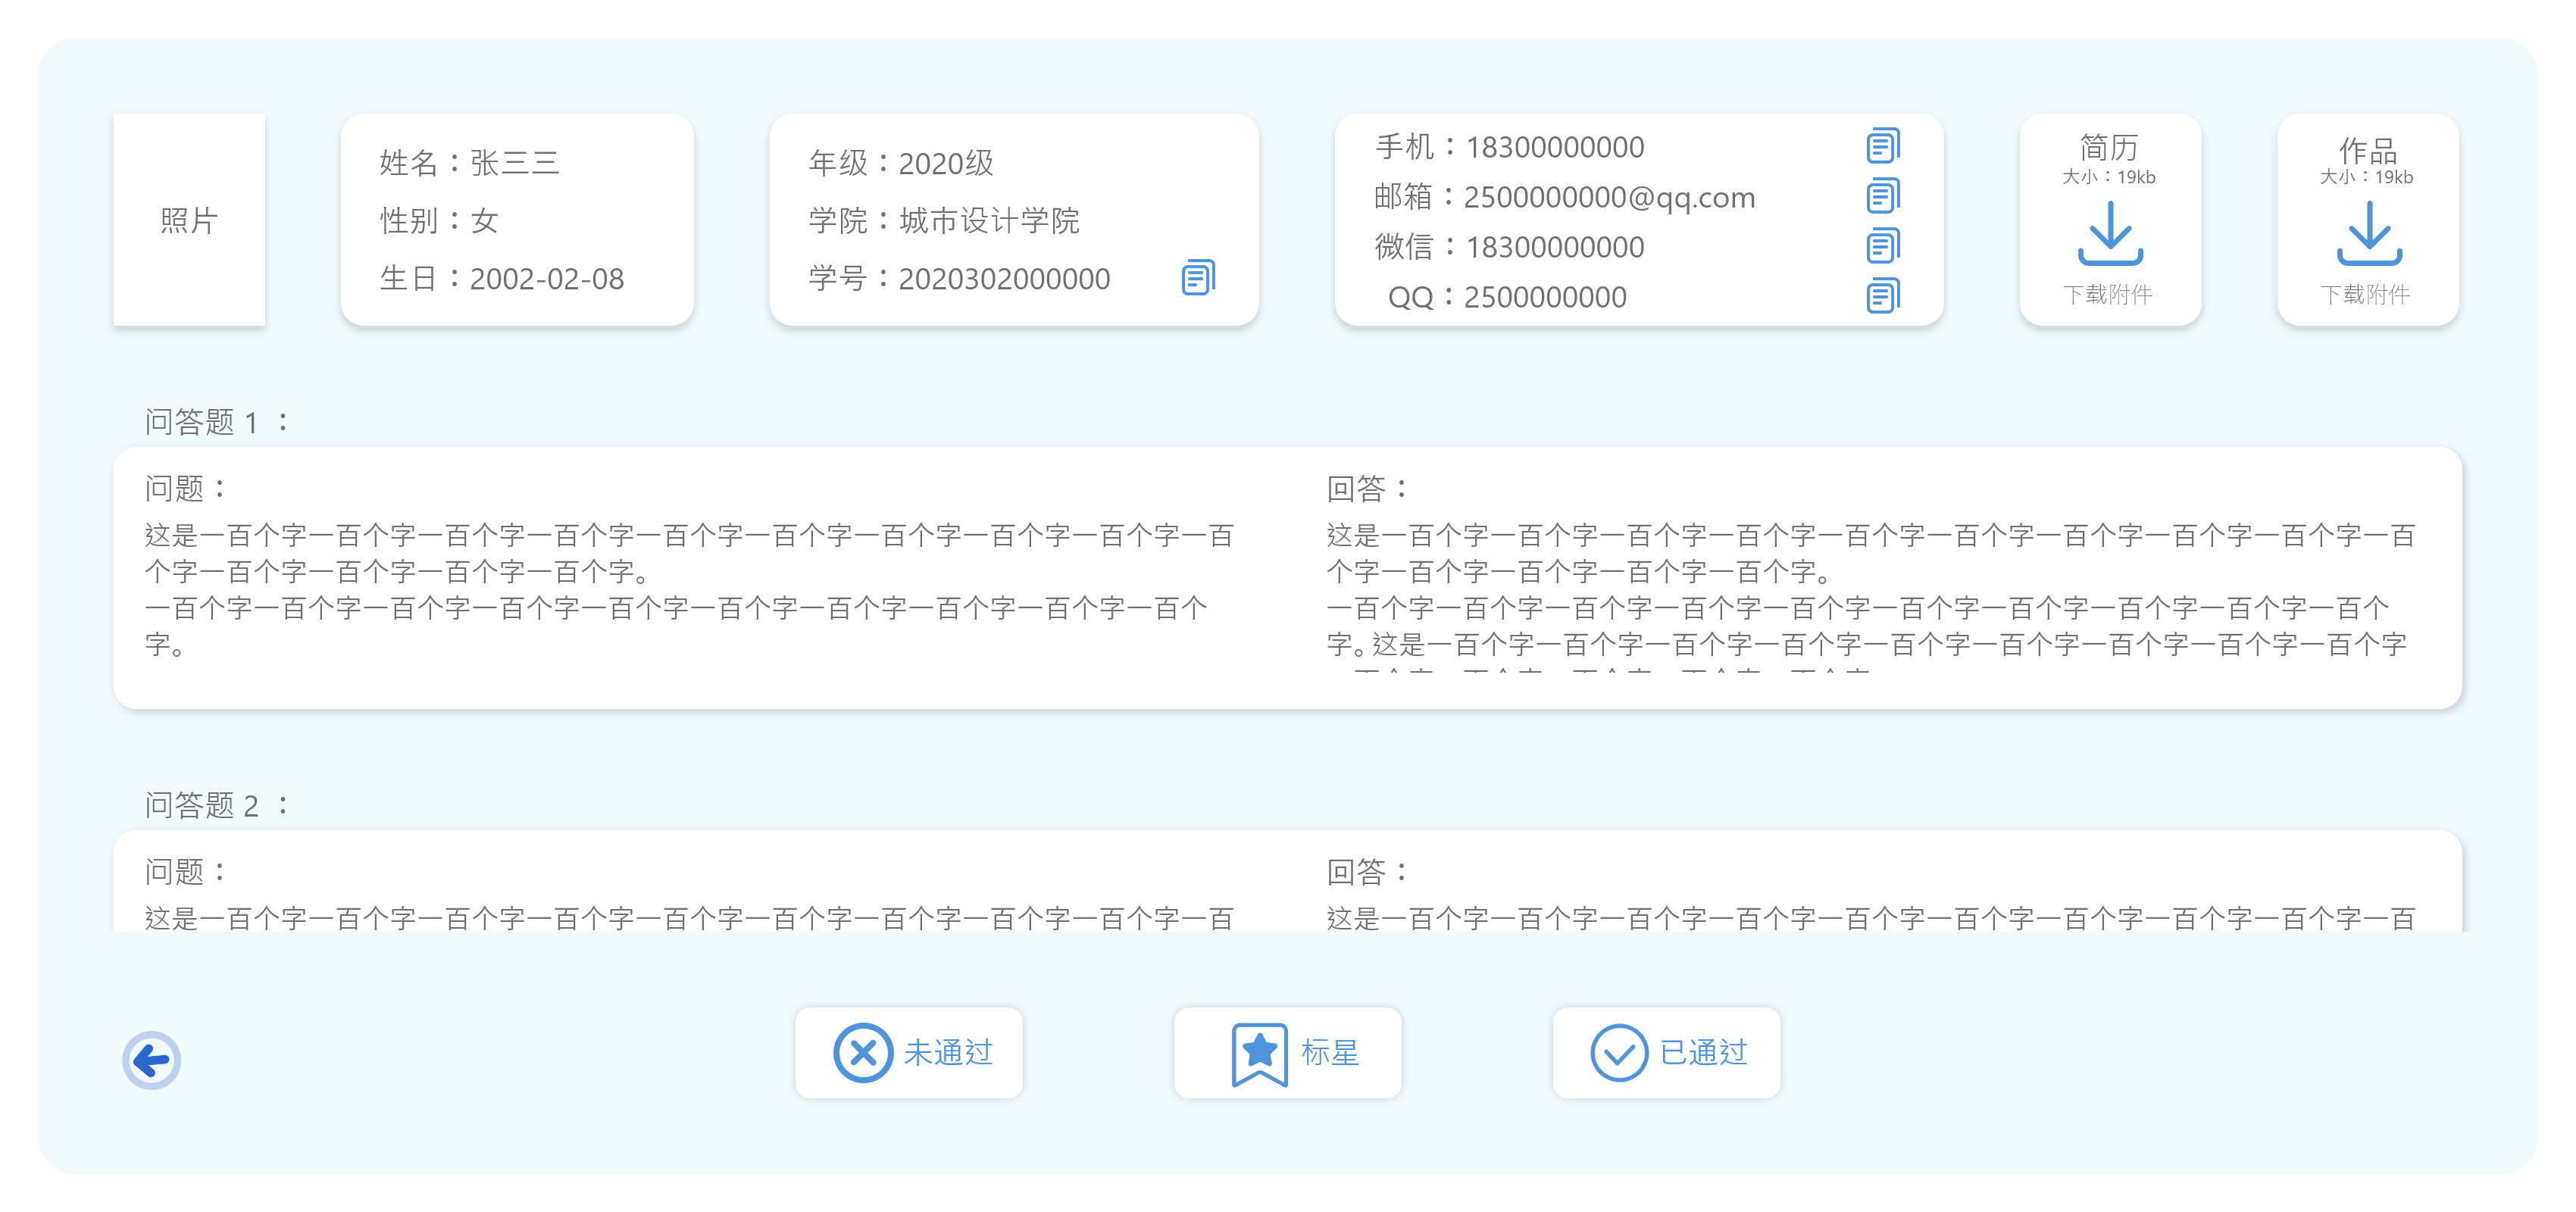 照片
姓名：张三三
性别：女
生日：2002-02-08
年级：2020级
学院：城市设计学院
学号：2020302000000
手机：18300000000
邮箱：2500000000@qq.com
微信：18300000000
QQ：2500000000
简历
大小：19kb
下载附件
作品
大小：19kb
下载附件
问答题 1 ：
问题：
这是一百个字一百个字一百个字一百个字一百个字一百个字一百个字一百个字一百个字一百
个字一百个字一百个字一百个字一百个字。
一百个字一百个字一百个字一百个字一百个字一百个字一百个字一百个字一百个字一百个
字。
回答：
这是一百个字一百个字一百个字一百个字一百个字一百个字一百个字一百个字一百个字一百
个字一百个字一百个字一百个字一百个字。
一百个字一百个字一百个字一百个字一百个字一百个字一百个字一百个字一百个字一百个
字。这是一百个字一百个字一百个字一百个字一百个字一百个字一百个字一百个字一百个字
问答题 2 ：
问题：
这是一百个字一百个字一百个字一百个字一百个字一百个字一百个字一百个字一百个字一百
回答：
这是一百个字一百个字一百个字一百个字一百个字一百个字一百个字一百个字一百个字一百
未通过
标星
已通过